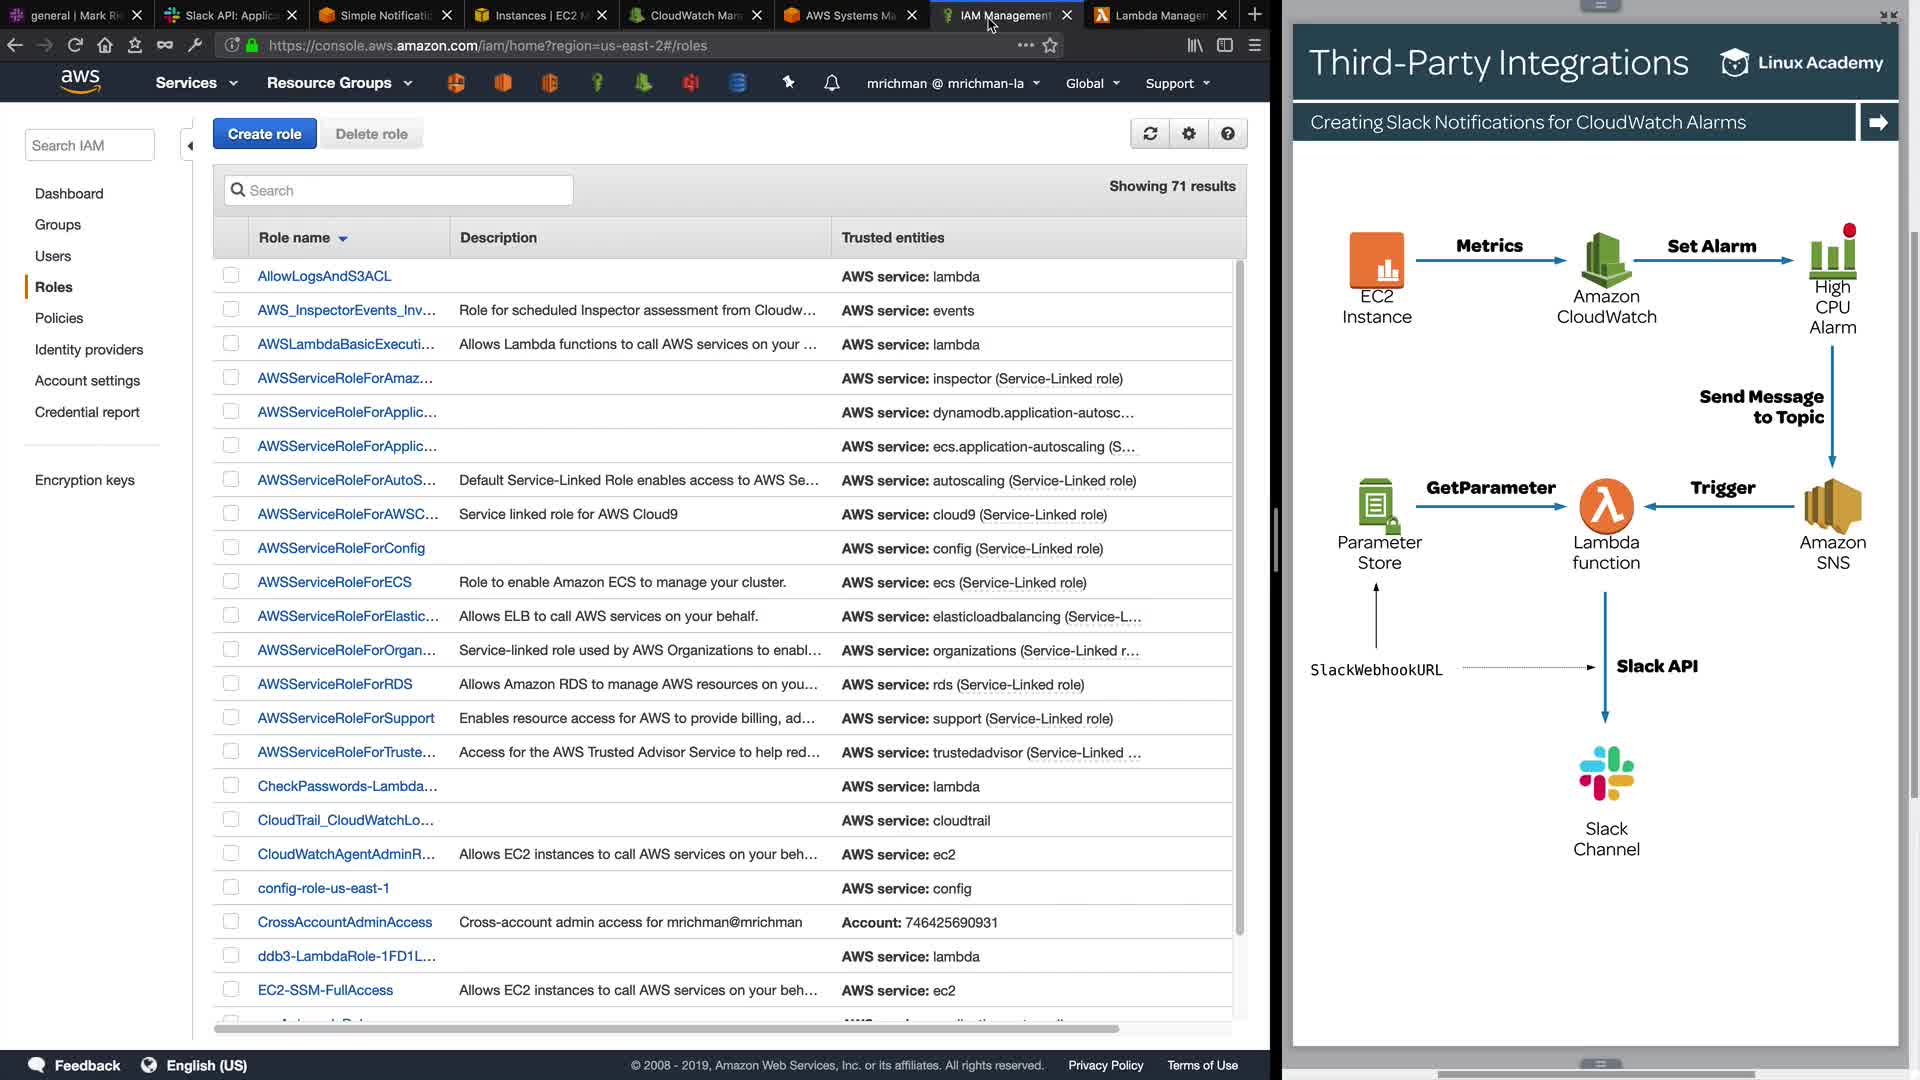 general | Mark Ri
Slack API: Applica
Simple Notificatio
Instances | EC2 M
CloudWatch Man
AWS Systems Ma
IAM Management
Lambda Manager
https://console.aws.amazon.com/iam/home?region=us-east-2#/roles
aws
Services
Resource Groups
mrichman @ mrichman-la
Global
Support
Search IAM
Dashboard
Groups
Users
Roles
Policies
Identity providers
Account settings
Credential report
Encryption keys
Create role
Delete role
Search
Showing 71 results
Role name Description Trusted entities
AllowLogsAndS3ACL AWS service: lambda
AWS_InspectorEvents_Inv... Role for scheduled Inspector assessment from Cloudw... AWS service: events
AWSLambdaBasicExecuti... Allows Lambda functions to call AWS services on your ... AWS service: lambda
AWSServiceRoleForAmaz... AWS service: inspector (Service-Linked role)
AWSServiceRoleForApplic... AWS service: dynamodb.application-autosc...
AWSServiceRoleForApplic... AWS service: ecs.application-autoscaling (S...
AWSServiceRoleForAutoS... Default Service-Linked Role enables access to AWS Se... AWS service: autoscaling (Service-Linked role)
AWSServiceRoleForAWSC... Service linked role for AWS Cloud9 AWS service: cloud9 (Service-Linked role)
AWSServiceRoleForConfig AWS service: config (Service-Linked role)
AWSServiceRoleForECS Role to enable Amazon ECS to manage your cluster. AWS service: ecs (Service-Linked role)
AWSServiceRoleForElastic... Allows ELB to call AWS services on your behalf. AWS service: elasticloadbalancing (Service-L...
AWSServiceRoleForOrgan... Service-linked role used by AWS Organizations to enabl... AWS service: organizations (Service-Linked r...
AWSServiceRoleForRDS Allows Amazon RDS to manage AWS resources on you... AWS service: rds (Service-Linked role)
AWSServiceRoleForSupport Enables resource access for AWS to provide billing, ad... AWS service: support (Service-Linked role)
AWSServiceRoleForTruste... Access for the AWS Trusted Advisor Service to help red... AWS service: trustedadvisor (Service-Linked ...
CheckPasswords-Lambda... AWS service: lambda
CloudTrail_CloudWatchLo... AWS service: cloudtrail
CloudWatchAgentAdminR... Allows EC2 instances to call AWS services on your beh... AWS service: ec2
config-role-us-east-1 AWS service: config
CrossAccountAdminAccess Cross-account admin access for mrichman@mrichman Account: 746425690931
ddb3-LambdaRole-1FD1L... AWS service: lambda
EC2-SSM-FullAccess Allows EC2 instances to call AWS services on your beh... AWS service: ec2
Feedback
English (US)
© 2008 - 2019, Amazon Web Services, Inc. or its affiliates. All rights reserved.
Privacy Policy
Terms of Use
Third-Party Integrations
Linux Academy
Creating Slack Notifications for CloudWatch Alarms
Metrics
Set Alarm
EC2
Instance
Amazon
CloudWatch
High
CPU
Alarm
Send Message
to Topic
GetParameter
Trigger
Parameter
Store
Lambda
function
Amazon
SNS
SlackWebhookURL
Slack API
Slack
Channel